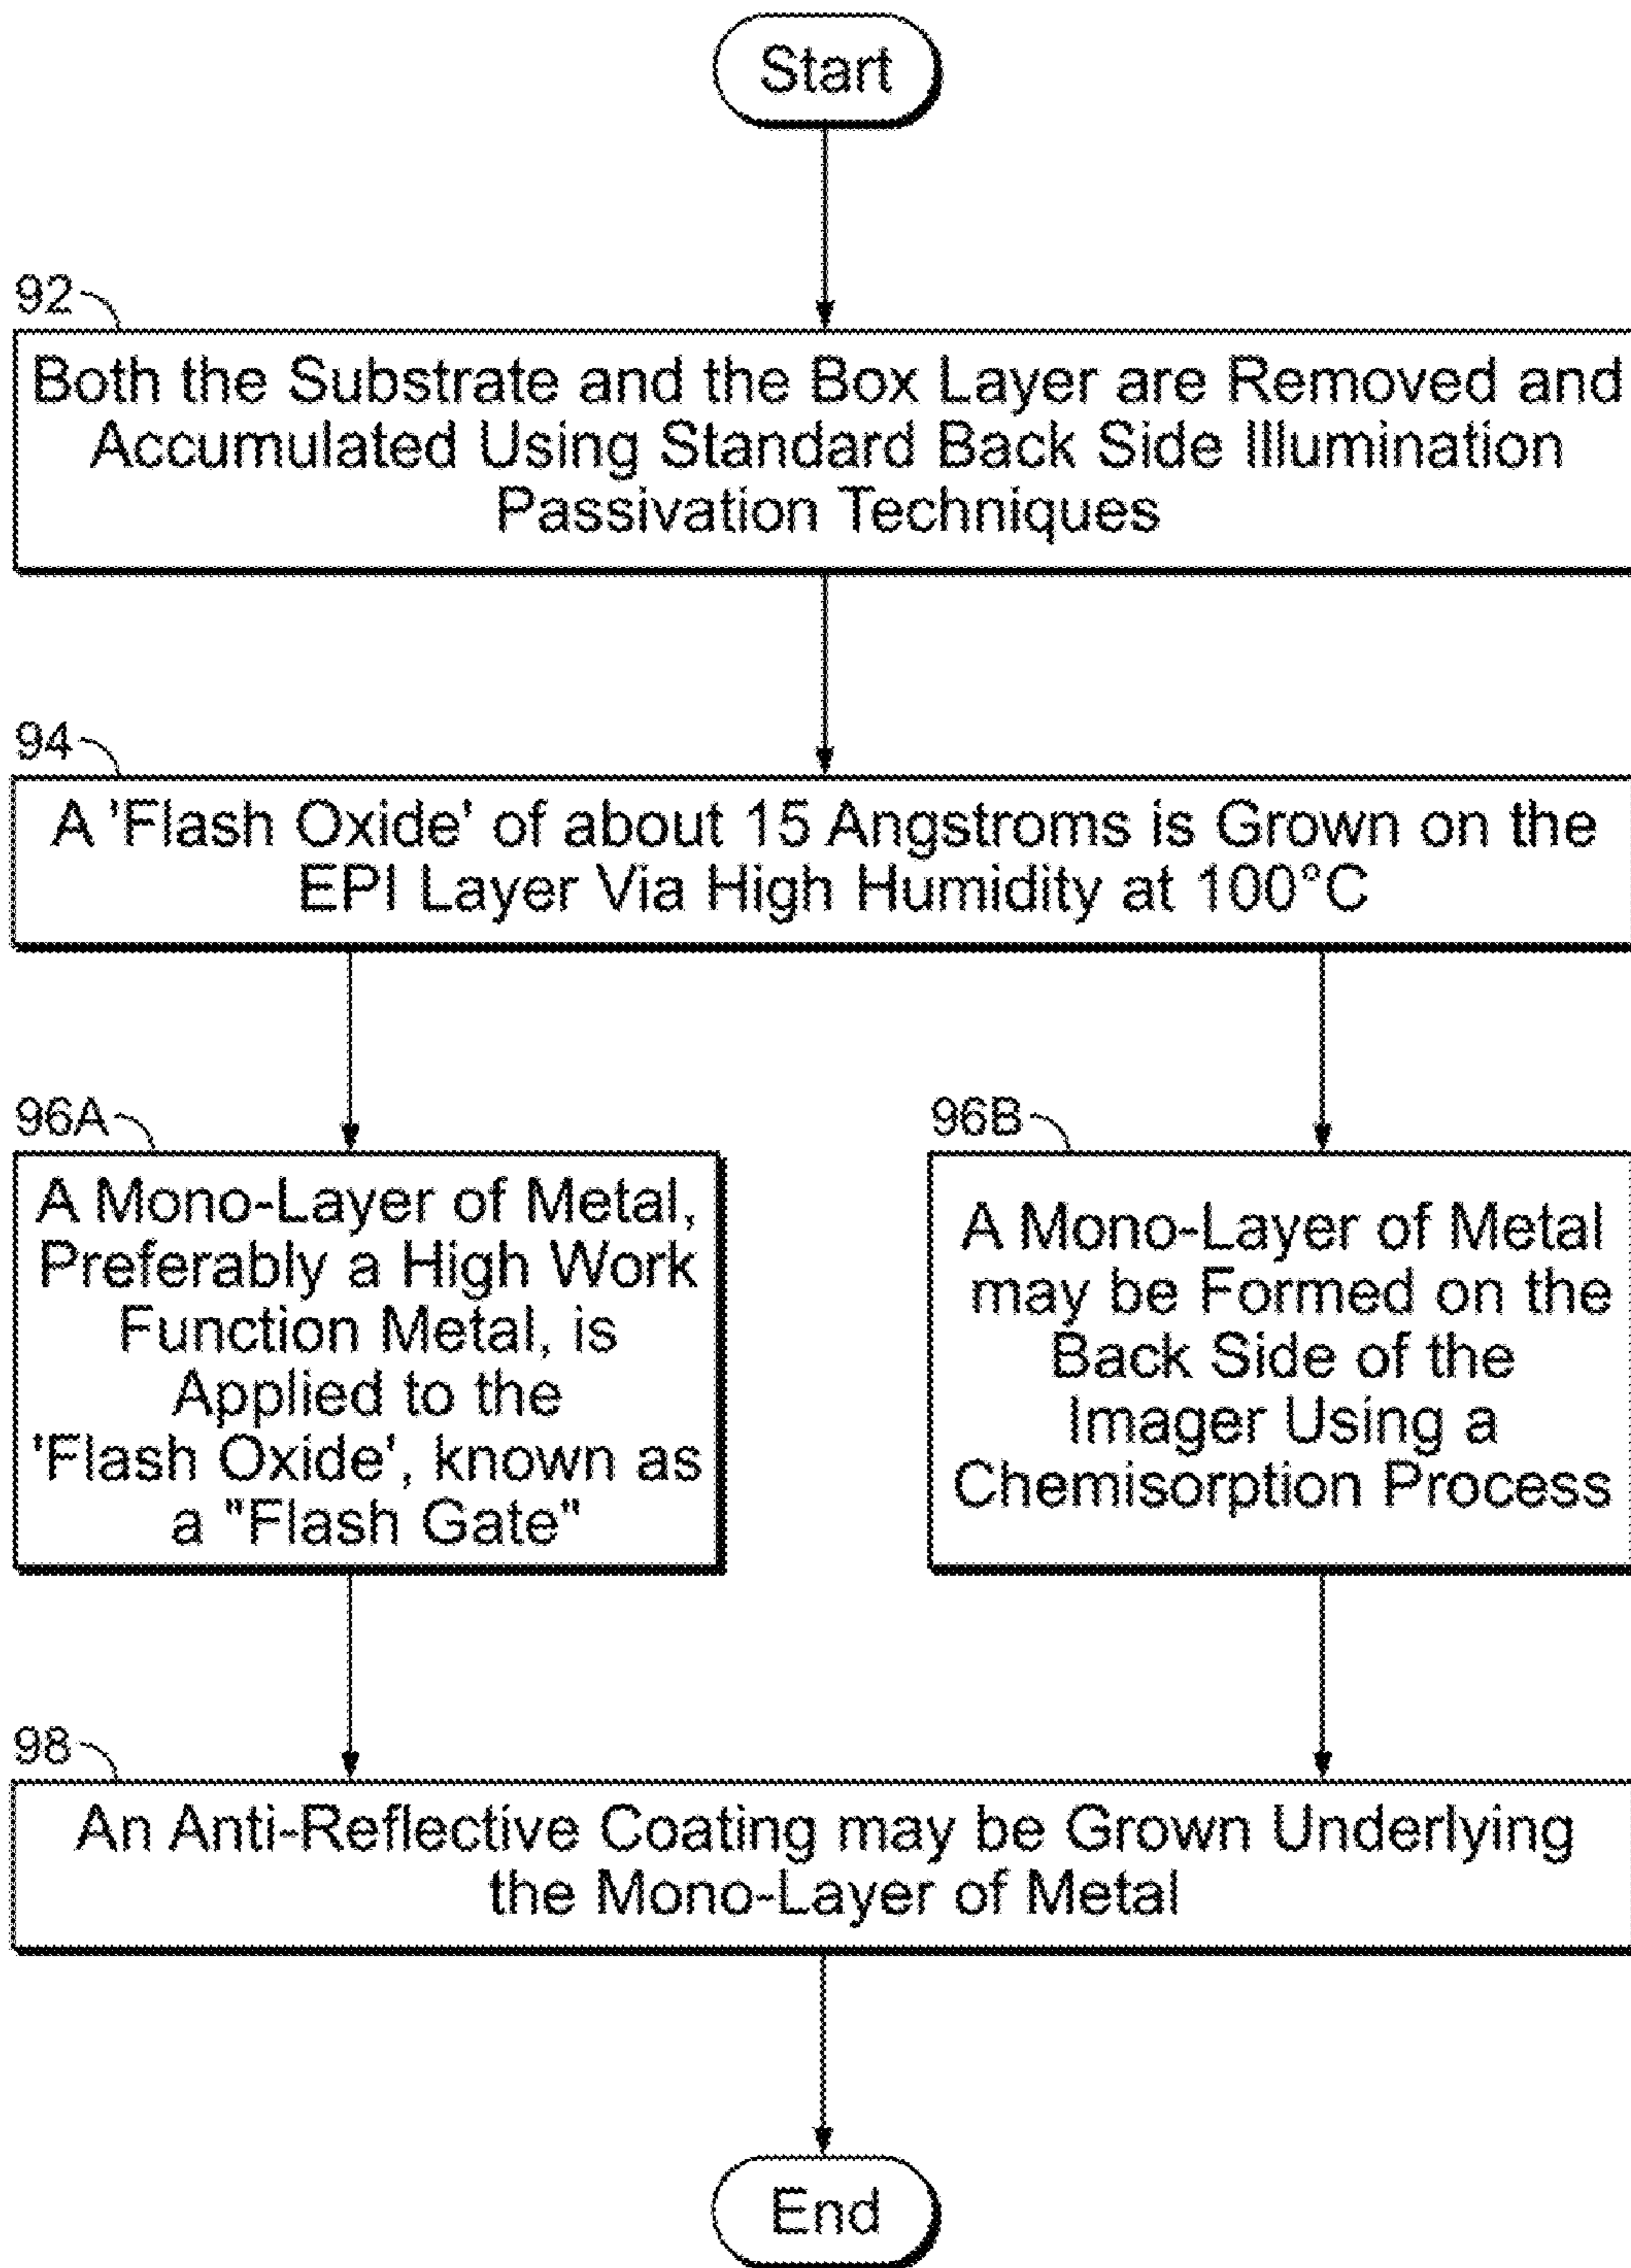 Start
92
Both the Substrate and the Box Layer are Removed and
Accumulated Using Standard Back Side Illumination
Passivation Techniques
94
A 'Flash Oxide' of about 15 Angstroms is Grown on the
EPI Layer Via High Humidity at 100°C
96A
A Mono-Layer of Metal,
Preferably a High Work
Function Metal, is
Applied to the
'Flash Oxide', known as
a "Flash Gate"
96B
A Mono-Layer of Metal
may be Formed on the
Back Side of the
Imager Using a
Chemisorption Process
98
An Anti-Reflective Coating may be Grown Underlying
the Mono-Layer of Metal
End